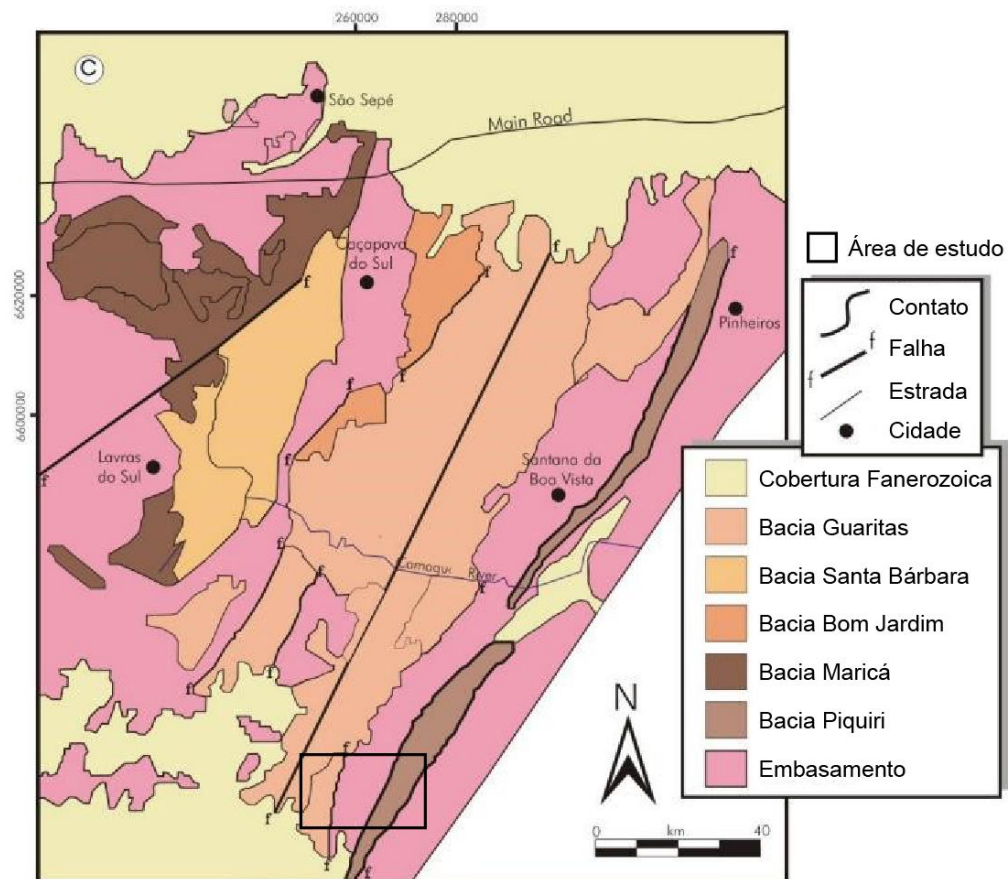 260000 280000
C
São Sepé
Main Road
Caçapava
do Sul
f
f
f
6620000
Pinheiros
f
f
f
6600000
Lavras
do Sul
f
f
Santana da
Boa Vista
f
Camaquã River
f
f
f
f
f
f
f
f
N
0 km 40
Área de estudo
Contato
f Falha f
Estrada
Cidade
Cobertura Fanerozoica
Bacia Guaritas
Bacia Santa Bárbara
Bacia Bom Jardim
Bacia Maricá
Bacia Piquiri
Embasamento